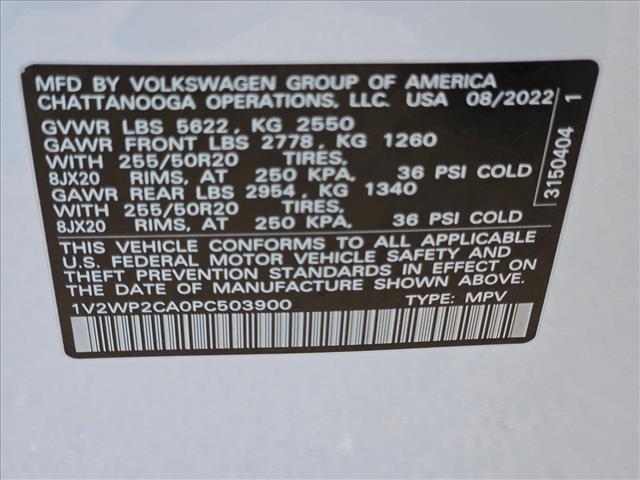 MFD BY VOLKSWAGEN GROUP OF AMERICA
CHATTANOOGA OPERATIONS, LLC. USA 08/2022
GVWR LBS 5622, KG 2550
GAWR FRONT LBS 2778, KG 1260
WITH 255/50R20 TIRES,
8JX20 RIMS, AT 250 KPA, 36 PSI COLD
GAWR REAR LBS 2954, KG 1340
WITH 255/50R20 TIRES,
8JX20 RIMS, AT 250 KPA, 36 PSI COLD
THIS VEHICLE CONFORMS TO ALL APPLICABLE
U.S. FEDERAL MOTOR VEHICLE SAFETY AND
THEFT PREVENTION STANDARDS IN EFFECT
ON THE DATE OF MANUFACTURE SHOWN ABOVE.
1V2WP2CA0PC503900 TYPE: MPV
3150404 1